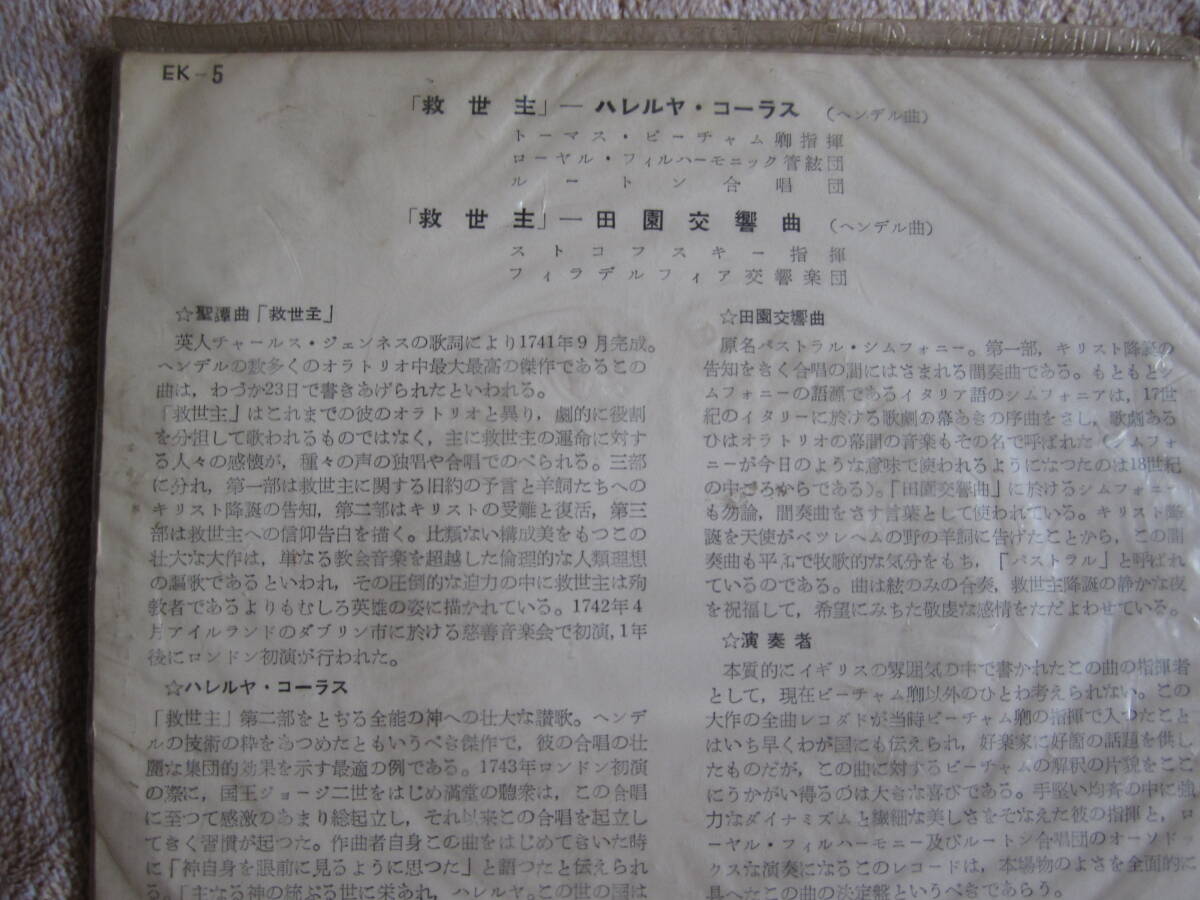 EK-5
「救世主」― ハレルヤ・コーラス (ヘンデル曲)
トーマス・ビーチャム卿指揮
ローヤル・フィルハーモニック管絃団
ルートン合唱団
「救世主」― 田園交響曲 (ヘンデル曲)
ストコフスキー指揮
フィラデルフィア交響楽団
☆聖譚曲「救世主」
英人チャールス・ジェンネスの歌詞により1741年9月完成。
ヘンデルの数多くのオラトリオ中最大最高の傑作であるこの
曲は、わづか23日で書きあげられたといわれる。
「救世主」はこれまでの彼のオラトリオと異り，劇的に役割
を分担して歌われるものではなく，主に救世主の運命に対す
る人々の感懐が，種々の声の独唱や合唱でのべられる。三部
に分れ，第一部は救世主に関する旧約の予言と羊飼たちへの
キリスト降誕の告知，第二部はキリストの受難と復活，第三
部は救世主への信仰告白を描く。比類ない構成美をもつこの
壮大な大作は，単なる教会音楽を超越した倫理的な人類理想
の謳歌であるといわれ，その圧倒的な迫力の中に救世主は殉
教者であるよりもむしろ英雄の姿に描かれている。1742年4
月アイルランドのダブリン市に於ける慈善音楽会で初演，1年
後にロンドン初演が行われた。
☆ハレルヤ・コーラス
「救世主」第二部をとぢる全能の神への壮大な讃歌。ヘンデ
ルの技術の粋をあつめたともいうべき傑作で，彼の合唱の壮
麗な集団的効果を示す最適の例である。1743年ロンドン初演
の際に，国王ジョージ二世をはじめ満堂の聴衆は，この合唱
に至つて感激のあまり総起立し，それ以来この合唱を起立し
てきく習慣が起つた。作曲者自身この曲をはじめてきいた時
に「神自身を眼前に見るように思つた」と語つたと伝えられ
る。「主なる神の統ぶる世に栄あれ，ハレルヤ。この世の国は
☆田園交響曲
原名パストラル・シムフォニー。第一部，キリスト降誕の
告知をきく合唱の間にはさまれる間奏曲である。もともとシ
ムフォニーの語源であるイタリア語のシムフォニアは，17世
紀のイタリーに於ける歌劇の幕あきの序曲をさし，歌劇ある
ひはオラトリオの幕間の音楽もその名で呼ばれた（シムフォ
ニーが今日のような意味で使われるようになつたのは18世紀
の中ごろからである）。「田園交響曲」に於けるシムフォニー
も勿論，間奏曲をさす言葉として使われている。キリスト降
誕を天使がベツレヘムの野の羊飼に告げたことから，この間
奏曲も平和で牧歌的な気分をもち，「パストラル」と呼ばれ
ているのである。曲は絃のみの合奏，救世主降誕の静かな夜
を祝福して，希望にみちた敬虔な感情をただよわせている。
☆演奏者
本質的にイギリスの雰囲気の中で書かれたこの曲の指揮者
として，現在ビーチャム卿以外のひとわ考えられない。この
大作の全曲レコダドが当時ビーチャム卿の指揮で入つたこと
はいち早くわが国にも伝えられ，好楽家に好箇の話題を供し
たものだが，この曲に対するビーチャムの解釈の片貌をここ
にうかがい得るのは大きな喜びである。手堅い均斉の中に強
力なダイナミズムと繊細な美しさをそなえた彼の指揮と，ロ
ーヤル・フィルハーモニー及びルートン合唱団のオーソドッ
クスな演奏になるこのレコードは，本場物のよさを全面的に
具へたこの曲の決定盤というべきであらう。